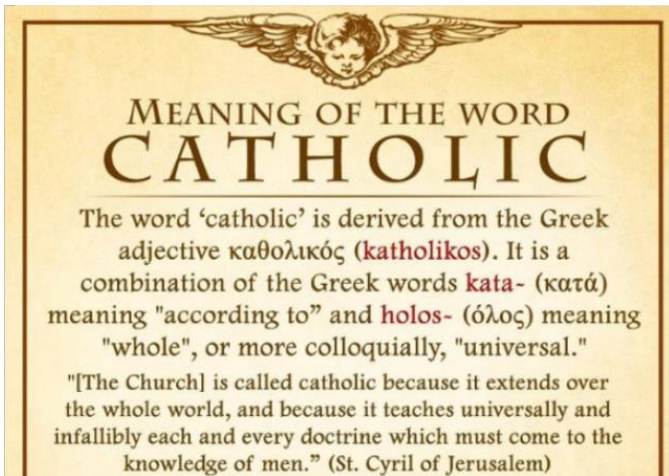 MEANING OF THE WORD
CATHOLIC
The word ‘catholic’ is derived from the Greek
adjective καθολικός (katholikos). It is a
combination of the Greek words kata- (κατά)
meaning "according to” and holos- (όλος) meaning
"whole", or more colloquially, "universal."
"[The Church] is called catholic because it extends over
the whole world, and because it teaches universally and
infallibly each and every doctrine which must come to the
knowledge of men.” (St. Cyril of Jerusalem)